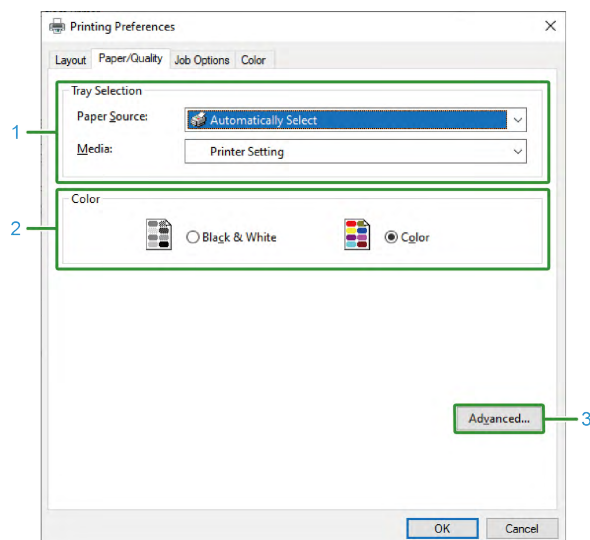 Printing Preferences
Layout Paper/Quality Job Options Color
Tray Selection
1
Paper Source: Automatically Select
Media: Printer Setting
Color
2
Black & White Color
Advanced... 3
OK Cancel